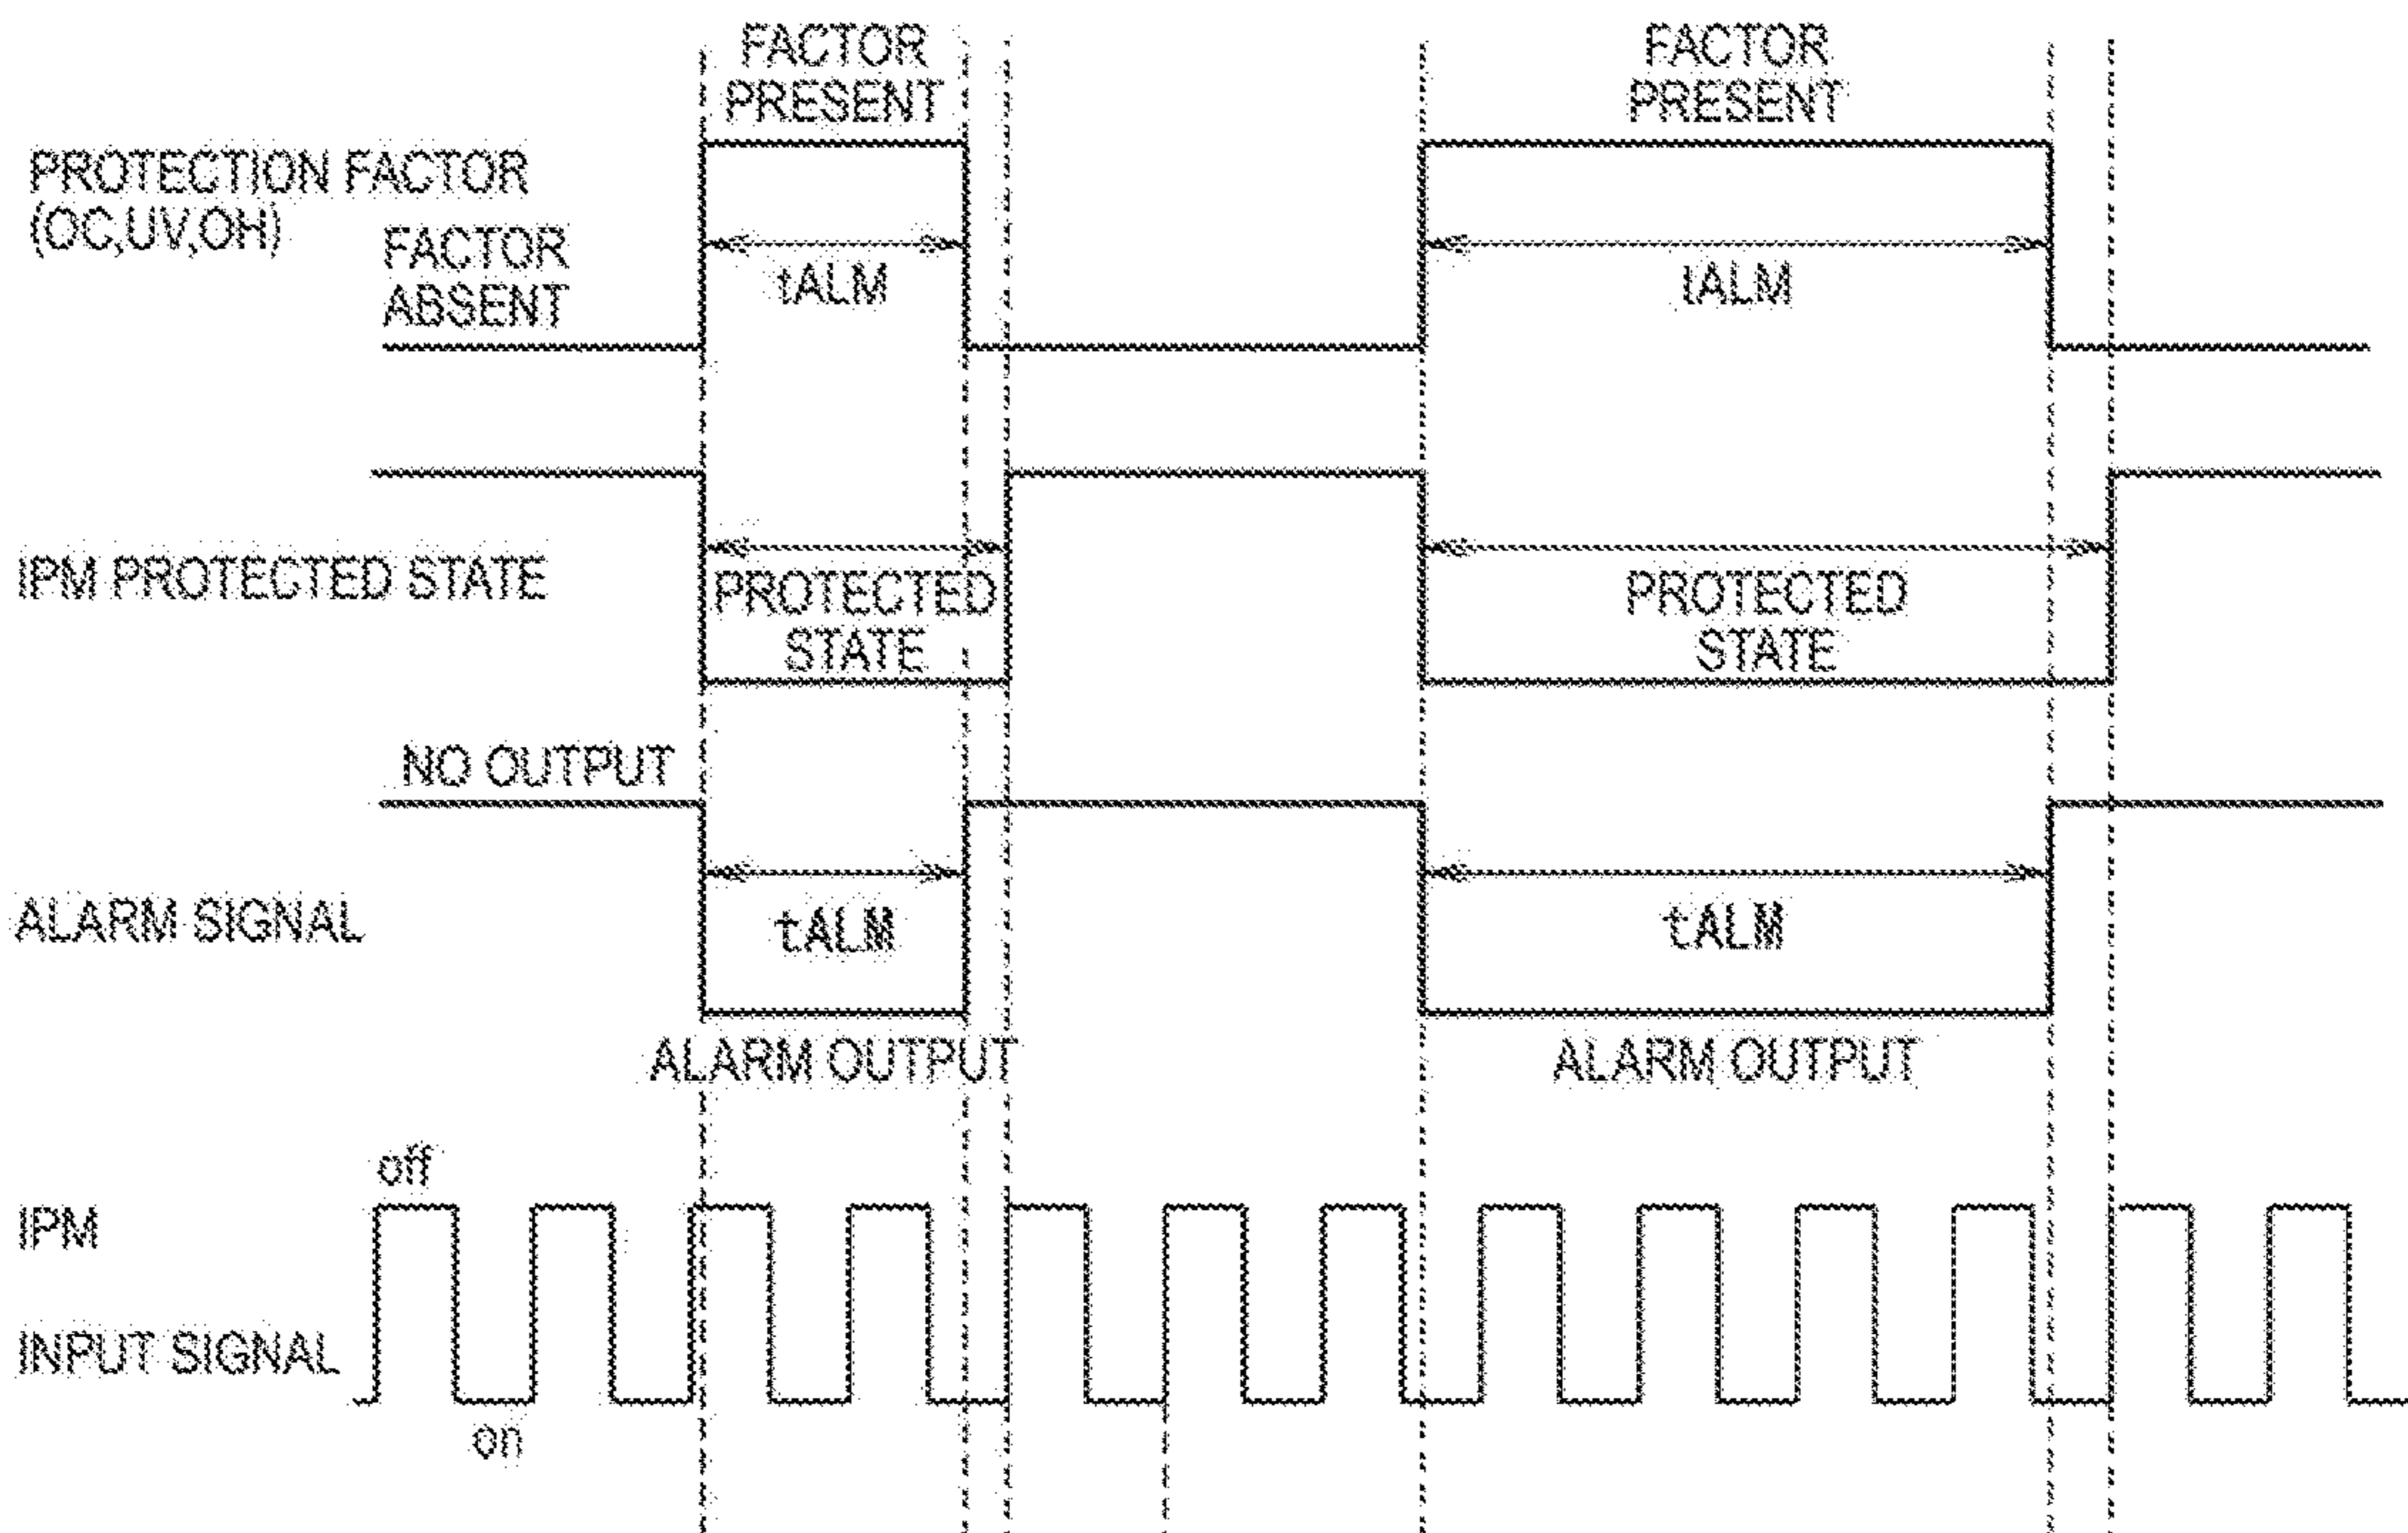 FACTOR
PRESENT
FACTOR
PRESENT
PROTECTION FACTOR
(OC,UV,OH)
FACTOR
ABSENT
tALM
tALM
IPM PROTECTED STATE
PROTECTED
STATE
PROTECTED
STATE
NO OUTPUT
ALARM SIGNAL
tALM
tALM
ALARM OUTPUT
ALARM OUTPUT
off
IPM
INPUT SIGNAL
on